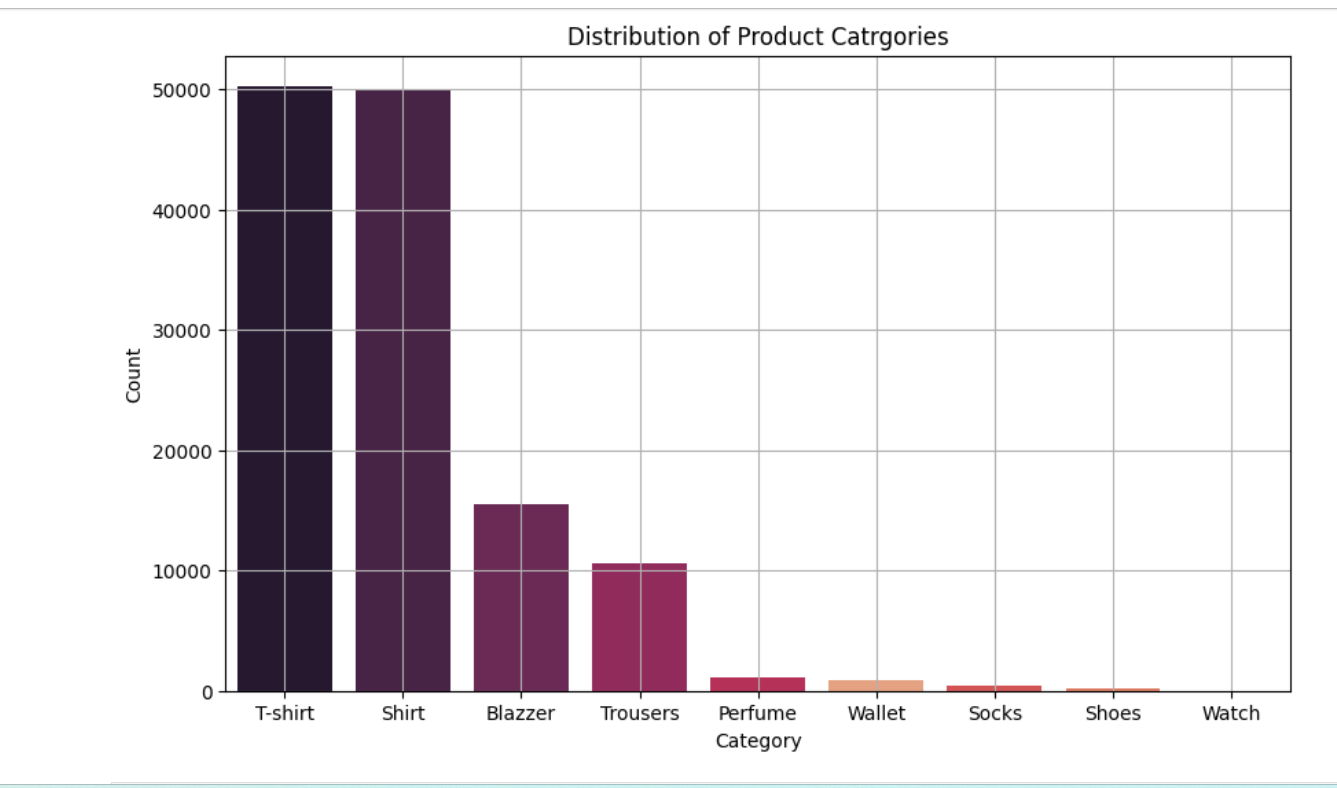 Distribution of Product Catrgories
50000
40000
30000
20000
10000
0
Count
T-shirt Shirt Blazzer Trousers Perfume Wallet Socks Shoes Watch
Category